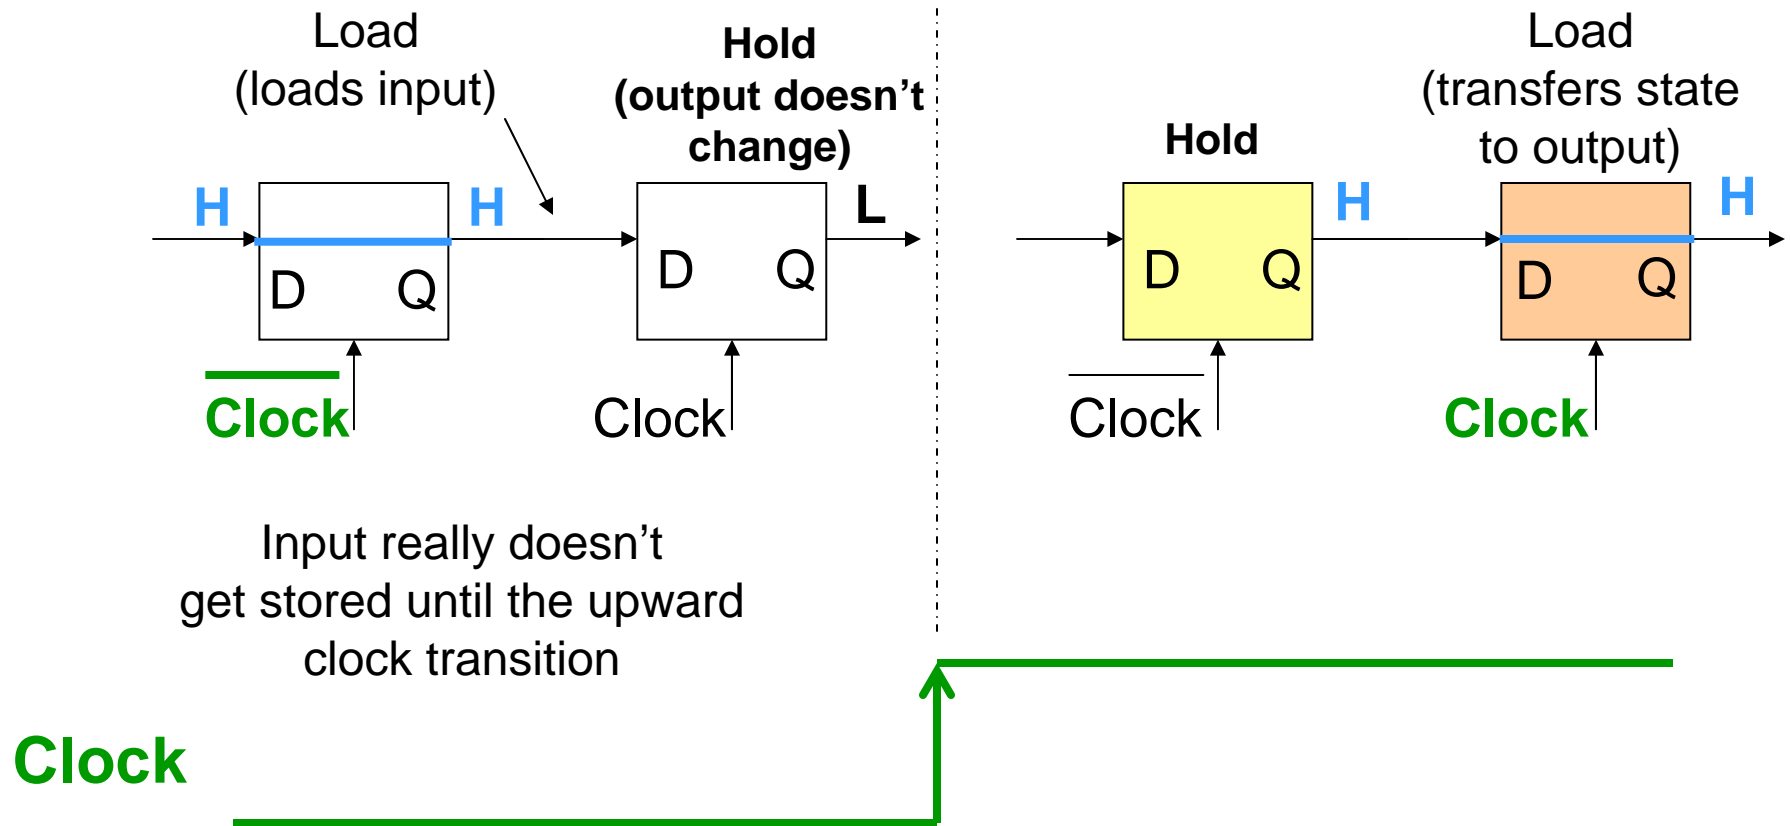 Load
(loads input)
Hold
(output doesn’t
change)
H
H
L
D Q
D Q
Clock
Clock
Hold
Load
(transfers state
to output)
H
H
D Q
D Q
Clock
Clock
Input really doesn’t
get stored until the upward
clock transition
Clock